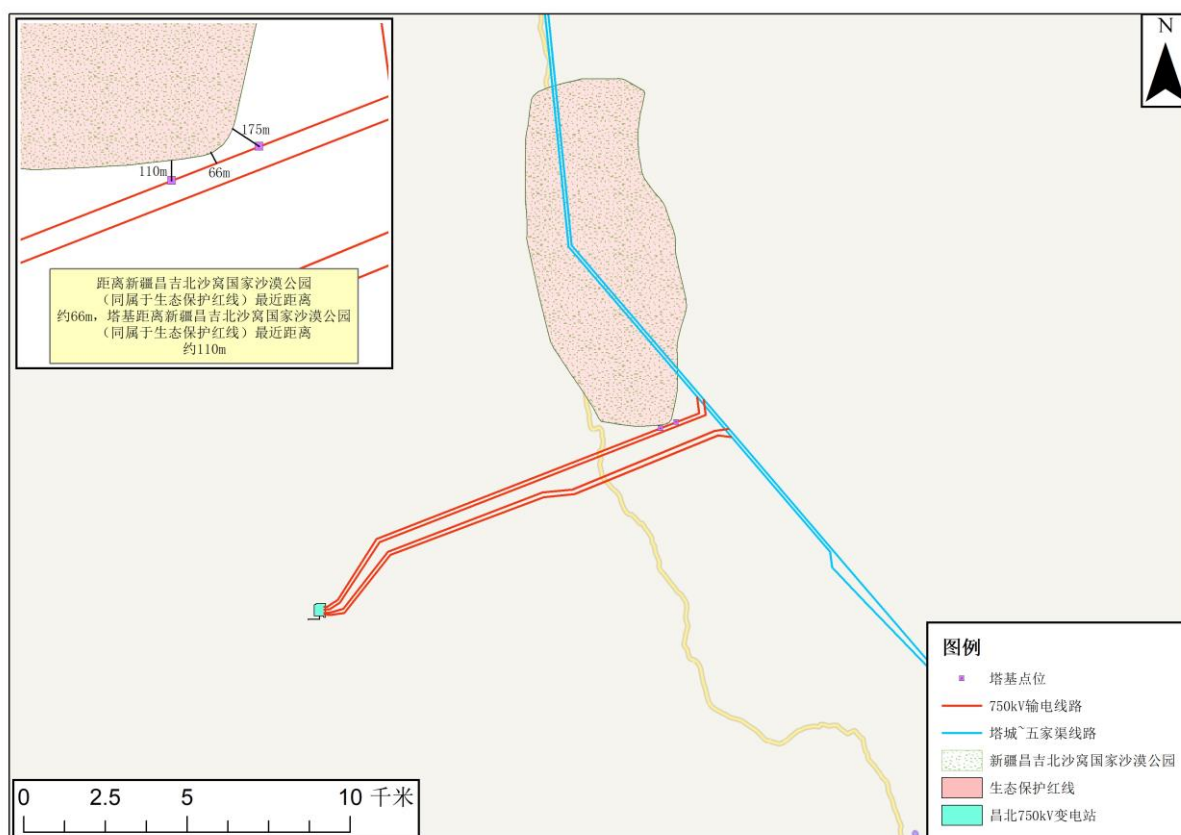 N
175m
110m
66m
距离新疆昌吉北沙窝国家沙漠公园
（同属于生态保护红线）最近距离
约66m，塔基距离新疆昌吉北沙窝国家沙漠公园
（同属于生态保护红线）最近距离
约110m
图例
塔基点位
750kV输电线路
塔城~五家渠线路
新疆昌吉北沙窝国家沙漠公园
生态保护红线
昌北750kV变电站
0 2.5 5 10 千米